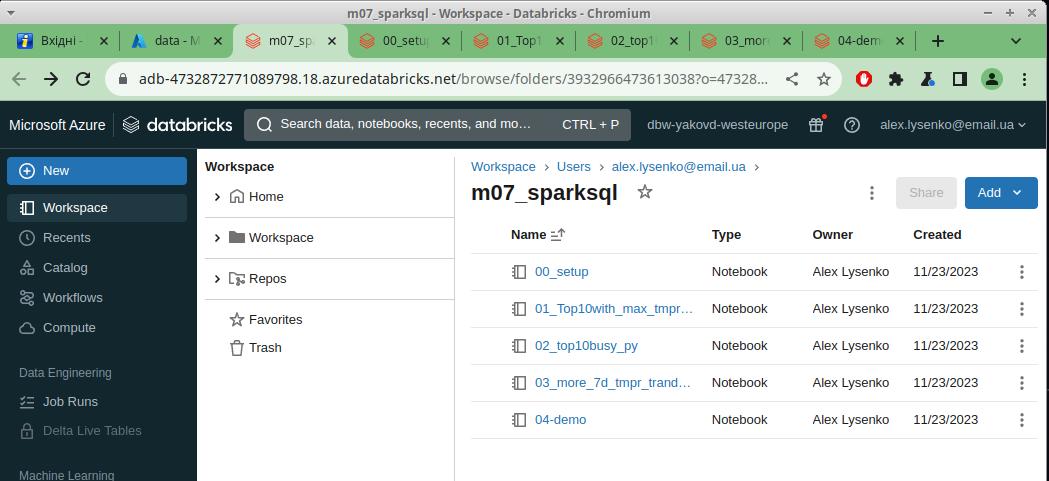 m07_sparksql - Workspace - Databricks - Chromium
Вхідні - data - M m07_sp 00_setu 01_Top1 02_top1 03_mor 04-dem
adb-4732872771089798.18.azuredatabricks.net/browse/folders/3932966473613038?o=47328...
Microsoft Azure databricks Search data, notebooks, recents, and mo... CTRL + P dbw-yakovd-westeurope alex.lysenko@email.ua
New
Workspace
Recents
Catalog
Workflows
Compute
Data Engineering
Job Runs
Delta Live Tables
Machine Learning
Workspace
Home
Workspace
Repos
Favorites
Trash
Workspace > Users > alex.lysenko@email.ua >
m07_sparksql Share Add
Name Type Owner Created
00_setup Notebook Alex Lysenko 11/23/2023
01_Top10with_max_tmpr... Notebook Alex Lysenko 11/23/2023
02_top10busy_py Notebook Alex Lysenko 11/23/2023
03_more_7d_tmpr_trand... Notebook Alex Lysenko 11/23/2023
04-demo Notebook Alex Lysenko 11/23/2023